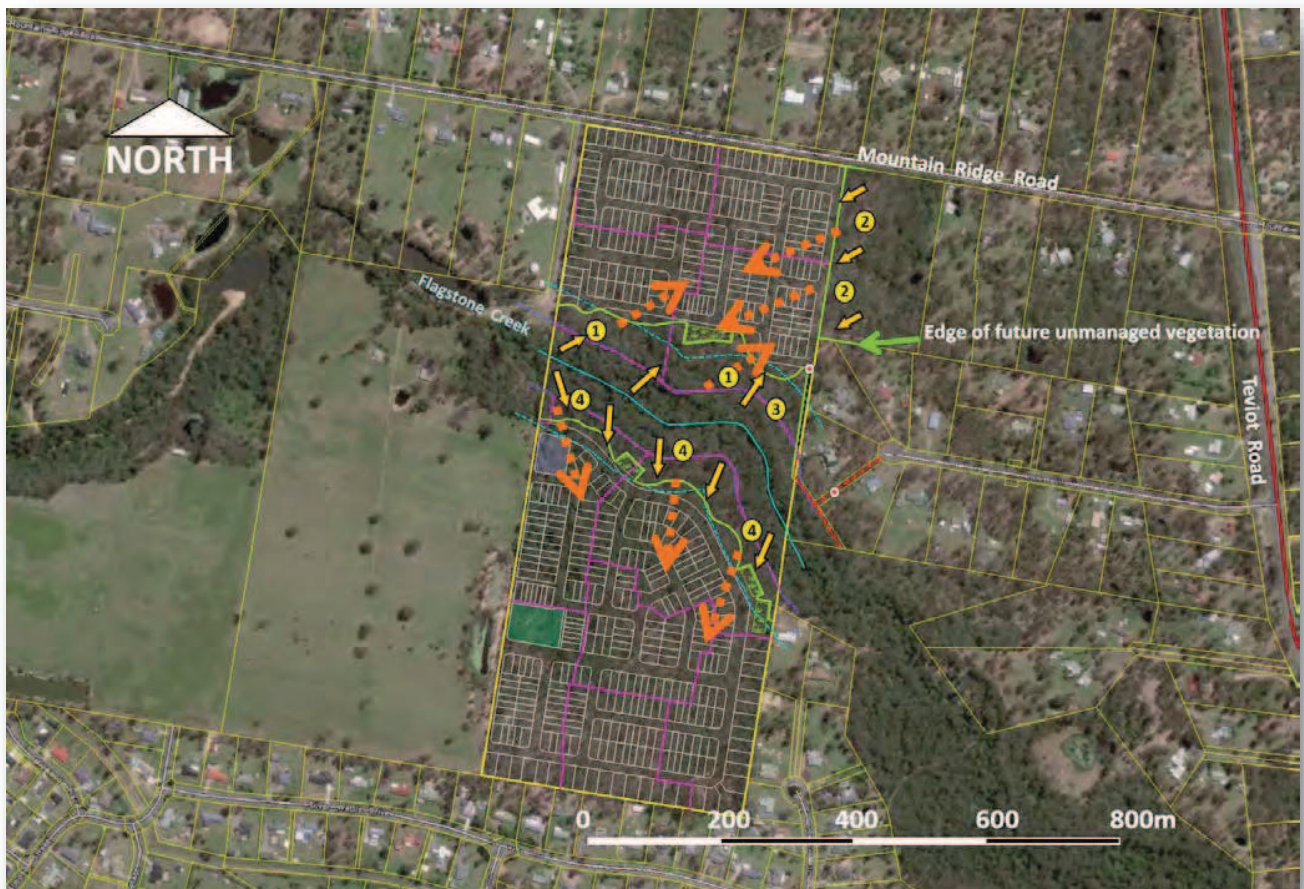 NORTH
Mountain Ridge Road
2
2
Flagstone Creek
1
Edge of future unmanaged vegetation
1
4
3
4
4
Teviot Road
0
200
400
600
800m